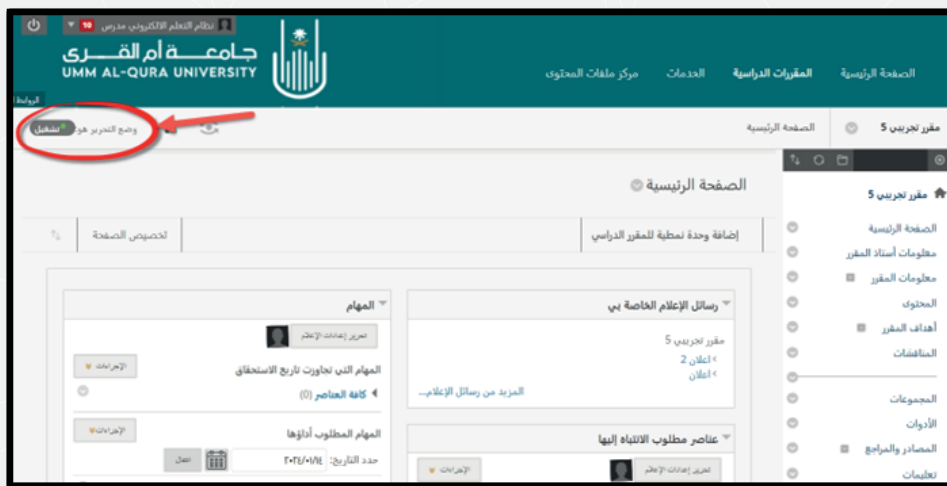 نظام التعلم الالكتروني مدرس 10
جامعة أم القرى
UMM AL-QURA UNIVERSITY
الصفحة الرئيسية
المقررات الدراسية
الخدمات
مركز ملفات المحتوى
مقرر تجريبي 5
الصفحة الرئيسية
وضع التحرير هو: تشغيل
مقرر تجريبي 5
الصفحة الرئيسية
معلومات أستاذ المقرر
معلومات المقرر
المحتوى
أهداف المقرر
المناقشات
المجموعات
الأدوات
المصادر والمراجع
تعليمات
الصفحة الرئيسية
إضافة وحدة نمطية للمقرر الدراسي
تخصيص الصفحة
رسائل الإعلام الخاصة بي
مقرر تجريبي 5
اعلان 2
اعلان
المزيد من رسائل الإعلام...
عناصر مطلوب الانتباه إليها
تحرير إعدادات الإعلام
الإجراءات
المهام
تحرير إعدادات الإعلام
المهام التي تجاوزت تاريخ الاستحقاق
الإجراءات
كافة العناصر (0)
المهام المطلوب أداؤها
الإجراءات
حدد التاريخ: ٢٠٢٤/٠١/١٤ انتقال